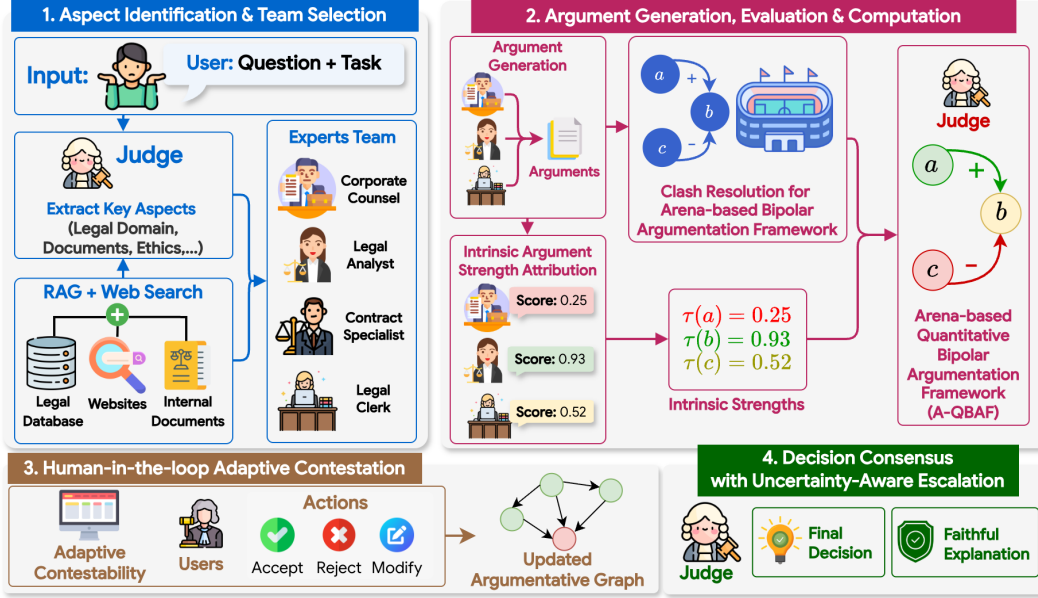 1. Aspect Identification & Team Selection
Input:
User: Question + Task
Judge
Extract Key Aspects
(Legal Domain,
Documents, Ethics,...)
RAG + Web Search
Legal
Database
Websites
Internal
Documents
Experts Team
Corporate
Counsel
Legal
Analyst
Contract
Specialist
Legal
Clerk
2. Argument Generation, Evaluation & Computation
Argument
Generation
Arguments
a
+
b
c
-
Clash Resolution for
Arena-based Bipolar
Argumentation Framework
Intrinsic Argument
Strength Attribution
Score: 0.25
Score: 0.93
Score: 0.52
τ(a) = 0.25
τ(b) = 0.93
τ(c) = 0.52
Intrinsic Strengths
Judge
a
+
b
c
−
Arena-based
Quantitative
Bipolar
Argumentation
Framework
(A-QBAF)
3. Human-in-the-loop Adaptive Contestation
Adaptive
Contestability
Users
Actions
Accept
Reject
Modify
Updated
Argumentative Graph
4. Decision Consensus
with Uncertainty-Aware Escalation
Judge
Final
Decision
Faithful
Explanation